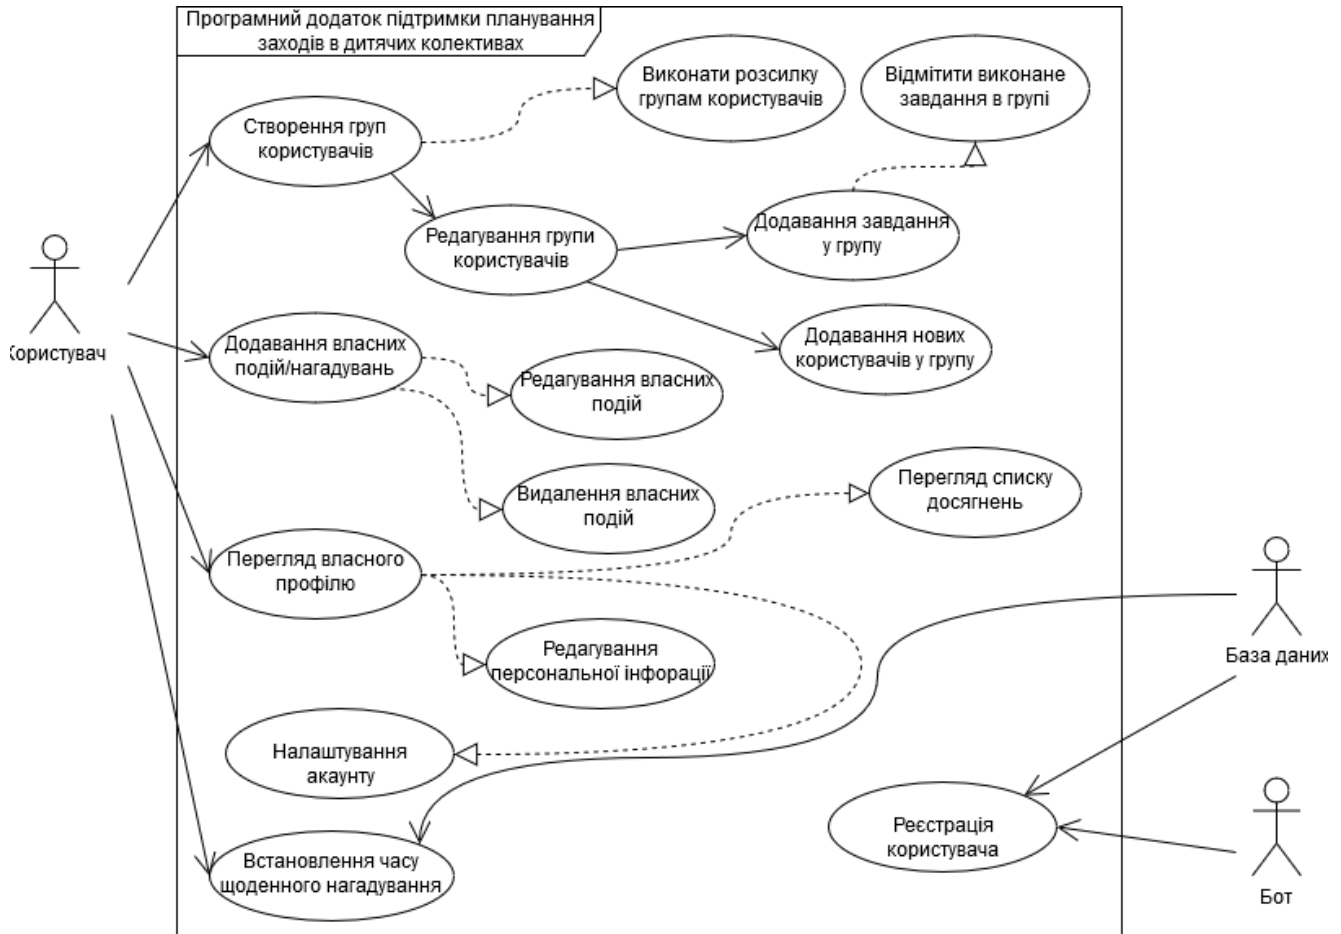 Програмний додаток підтримки планування
заходів в дитячих колективах
Виконати розсилку
групам користувачів
Відмітити виконане
завдання в групі
Створення груп
користувачів
Редагування групи
користувачів
Додавання завдання
у групу
Додавання нових
користувачів у групу
Користувач
Додавання власних
подій/нагадувань
Редагування власних
подій
Видалення власних
подій
Перегляд списку
досягнень
Перегляд власного
профілю
Редагування
персональної інфорації
База даних
Налаштування
акаунту
Реєстрація
користувача
Встановлення часу
щоденного нагадування
Бот